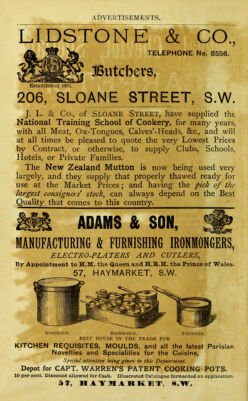 ADVERTISEMENTS.
LIDSTONE & CO.,
TELEPHONE No. 8556.
Butchers,
Established 1801.
206, SLOANE STREET, S.W.
J. L. & Co., of SLOANE STREET, have supplied the
National Training School of Cookery, for many years,
with all Meat, Ox-Tongues, Calves'-Heads, &c., and will
at all times be pleased to quote the very Lowest Prices
by Contract, or otherwise, to supply Clubs, Schools,
Hotels, or Private Families.
The New Zealand Mutton is now being used very
largely, and they supply that properly thawed ready for
use at the Market Prices; and having the pick of the
largest consigners' stock, can always depend on the Best
Quality that comes to this country.
ADAMS & SON,
MANUFACTURING & FURNISHING IRONMONGERS,
ELECTRO-PLATERS AND CUTLERS,
By Appointment to H.M. the Queen and H.R.H. the Prince of Wales.
57, HAYMARKET, S.W.
STOCKPOT. BAINMARIE. STEWPAN.
BEST HOUSE IN THE TRADE FOR
KITCHEN REQUISITES, MOULDS, and all the latest Parisian
Novelties and Specialities for the Cuisine,
Special attention being given to this Department.
Depot for CAPT. WARREN'S PATENT COOKING POTS.
10 per cent. Discount allowed for Cash. Illustrated Catalogue forwarded on application.
57, HAYMARKET, S.W.